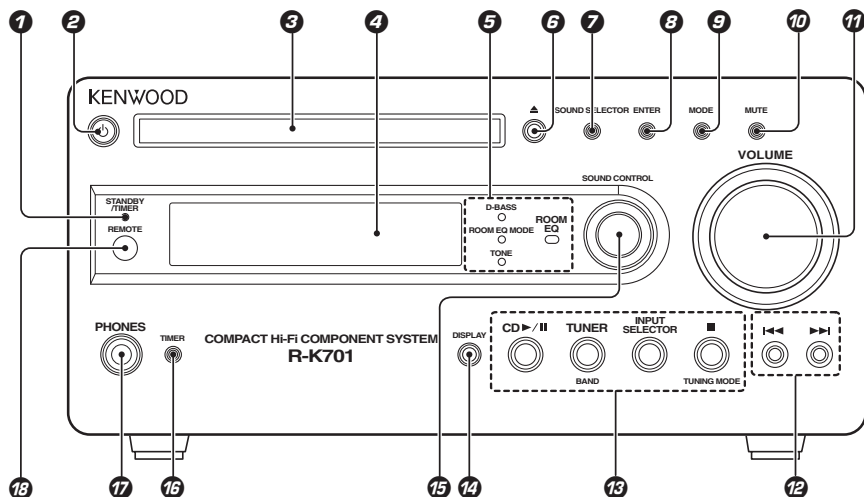 1 2 3 4 5 6 7 8 9 10 11
KENWOOD
SOUND SELECTOR ENTER MODE MUTE
VOLUME
SOUND CONTROL
STANDBY
/TIMER
REMOTE
D-BASS
ROOM EQ MODE
ROOM
EQ
TONE
PHONES
TIMER
COMPACT Hi-Fi COMPONENT SYSTEM
R-K701
DISPLAY
CD ▶/II
TUNER
INPUT
SELECTOR
■
BAND
TUNING MODE
I◀◀ ▶▶I
18 17 16 15 14 13 12